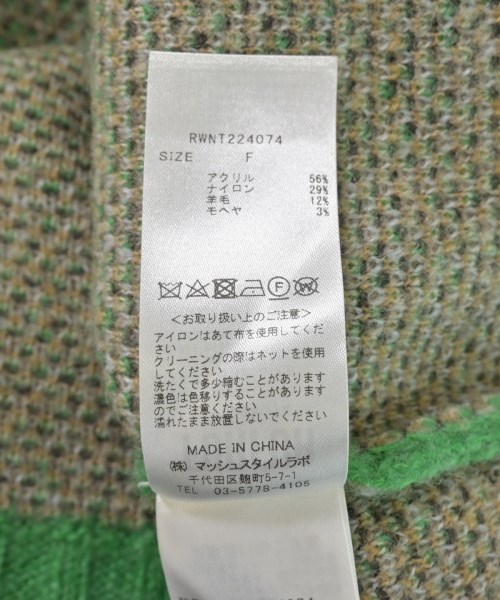 RWNT224074
SIZE F
アクリル 56%
ナイロン 29%
羊毛 12%
モヘヤ 3%
<お取り扱い上のご注意>
アイロンはあて布を使用してくだ
さい
クリーニングの際はネットを使用
してください
洗たくで多少縮むことがあります
濃色は色移りすることがあります
のでご注意ください
濡れたまま放置しないでください
MADE IN CHINA
(株) マッシュスタイルラボ
千代田区麹町5-7-1
TEL 03-5778-4105